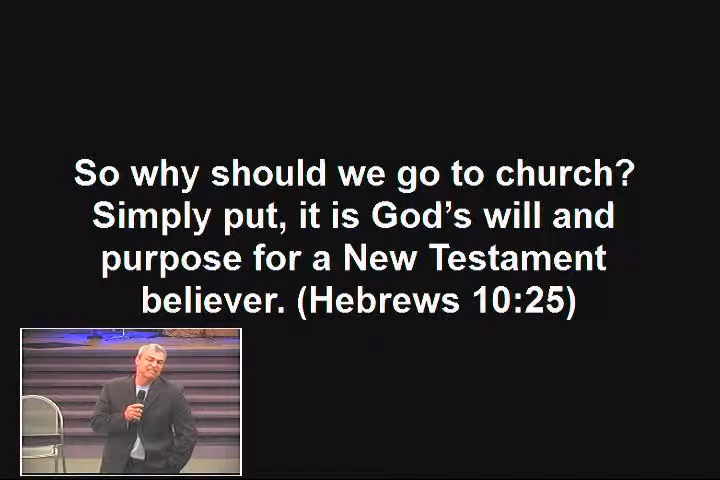 So why should we go to church?
Simply put, it is God's will and
purpose for a New Testament
believer. (Hebrews 10:25)